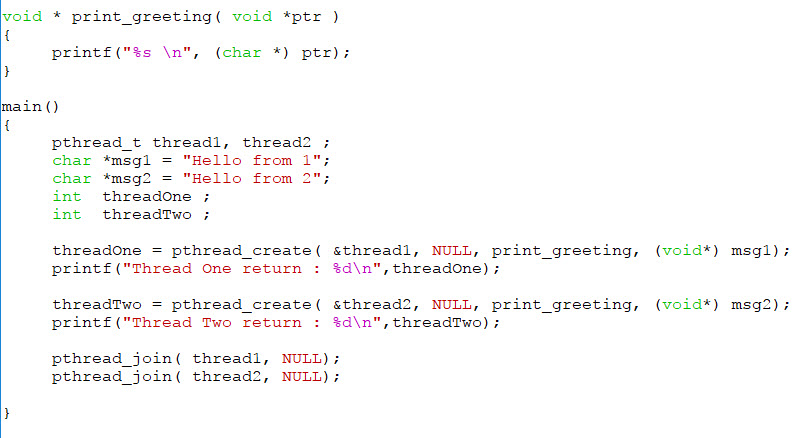 void * print_greeting( void *ptr )
{
     printf("%s \n", (char *) ptr);
}

main()
{
     pthread_t thread1, thread2 ;
     char *msg1 = "Hello from 1";
     char *msg2 = "Hello from 2";
     int  threadOne ;
     int  threadTwo ;

     threadOne = pthread_create( &thread1, NULL, print_greeting, (void*) msg1);
     printf("Thread One return : %d\n",threadOne);

     threadTwo = pthread_create( &thread2, NULL, print_greeting, (void*) msg2);
     printf("Thread Two return : %d\n",threadTwo);

     pthread_join( thread1, NULL);
     pthread_join( thread2, NULL);

}